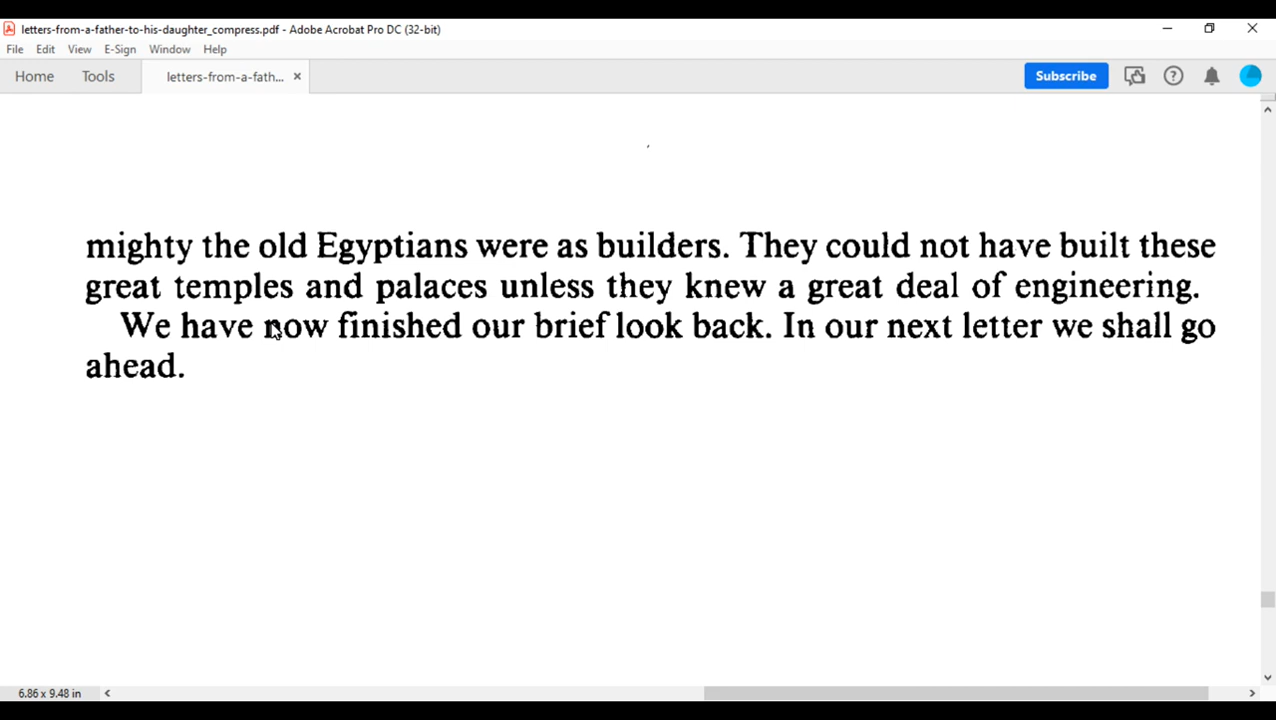 letters-from-a-father-to-his-daughter_compress.pdf - Adobe Acrobat Pro DC (32-bit)
File Edit View E-Sign Window Help
Home Tools letters-from-a-fath... × Subscribe
mighty the old Egyptians were as builders. They could not have built these
great temples and palaces unless they knew a great deal of engineering.
We have now finished our brief look back. In our next letter we shall go
ahead.
6.86 x 9.48 in